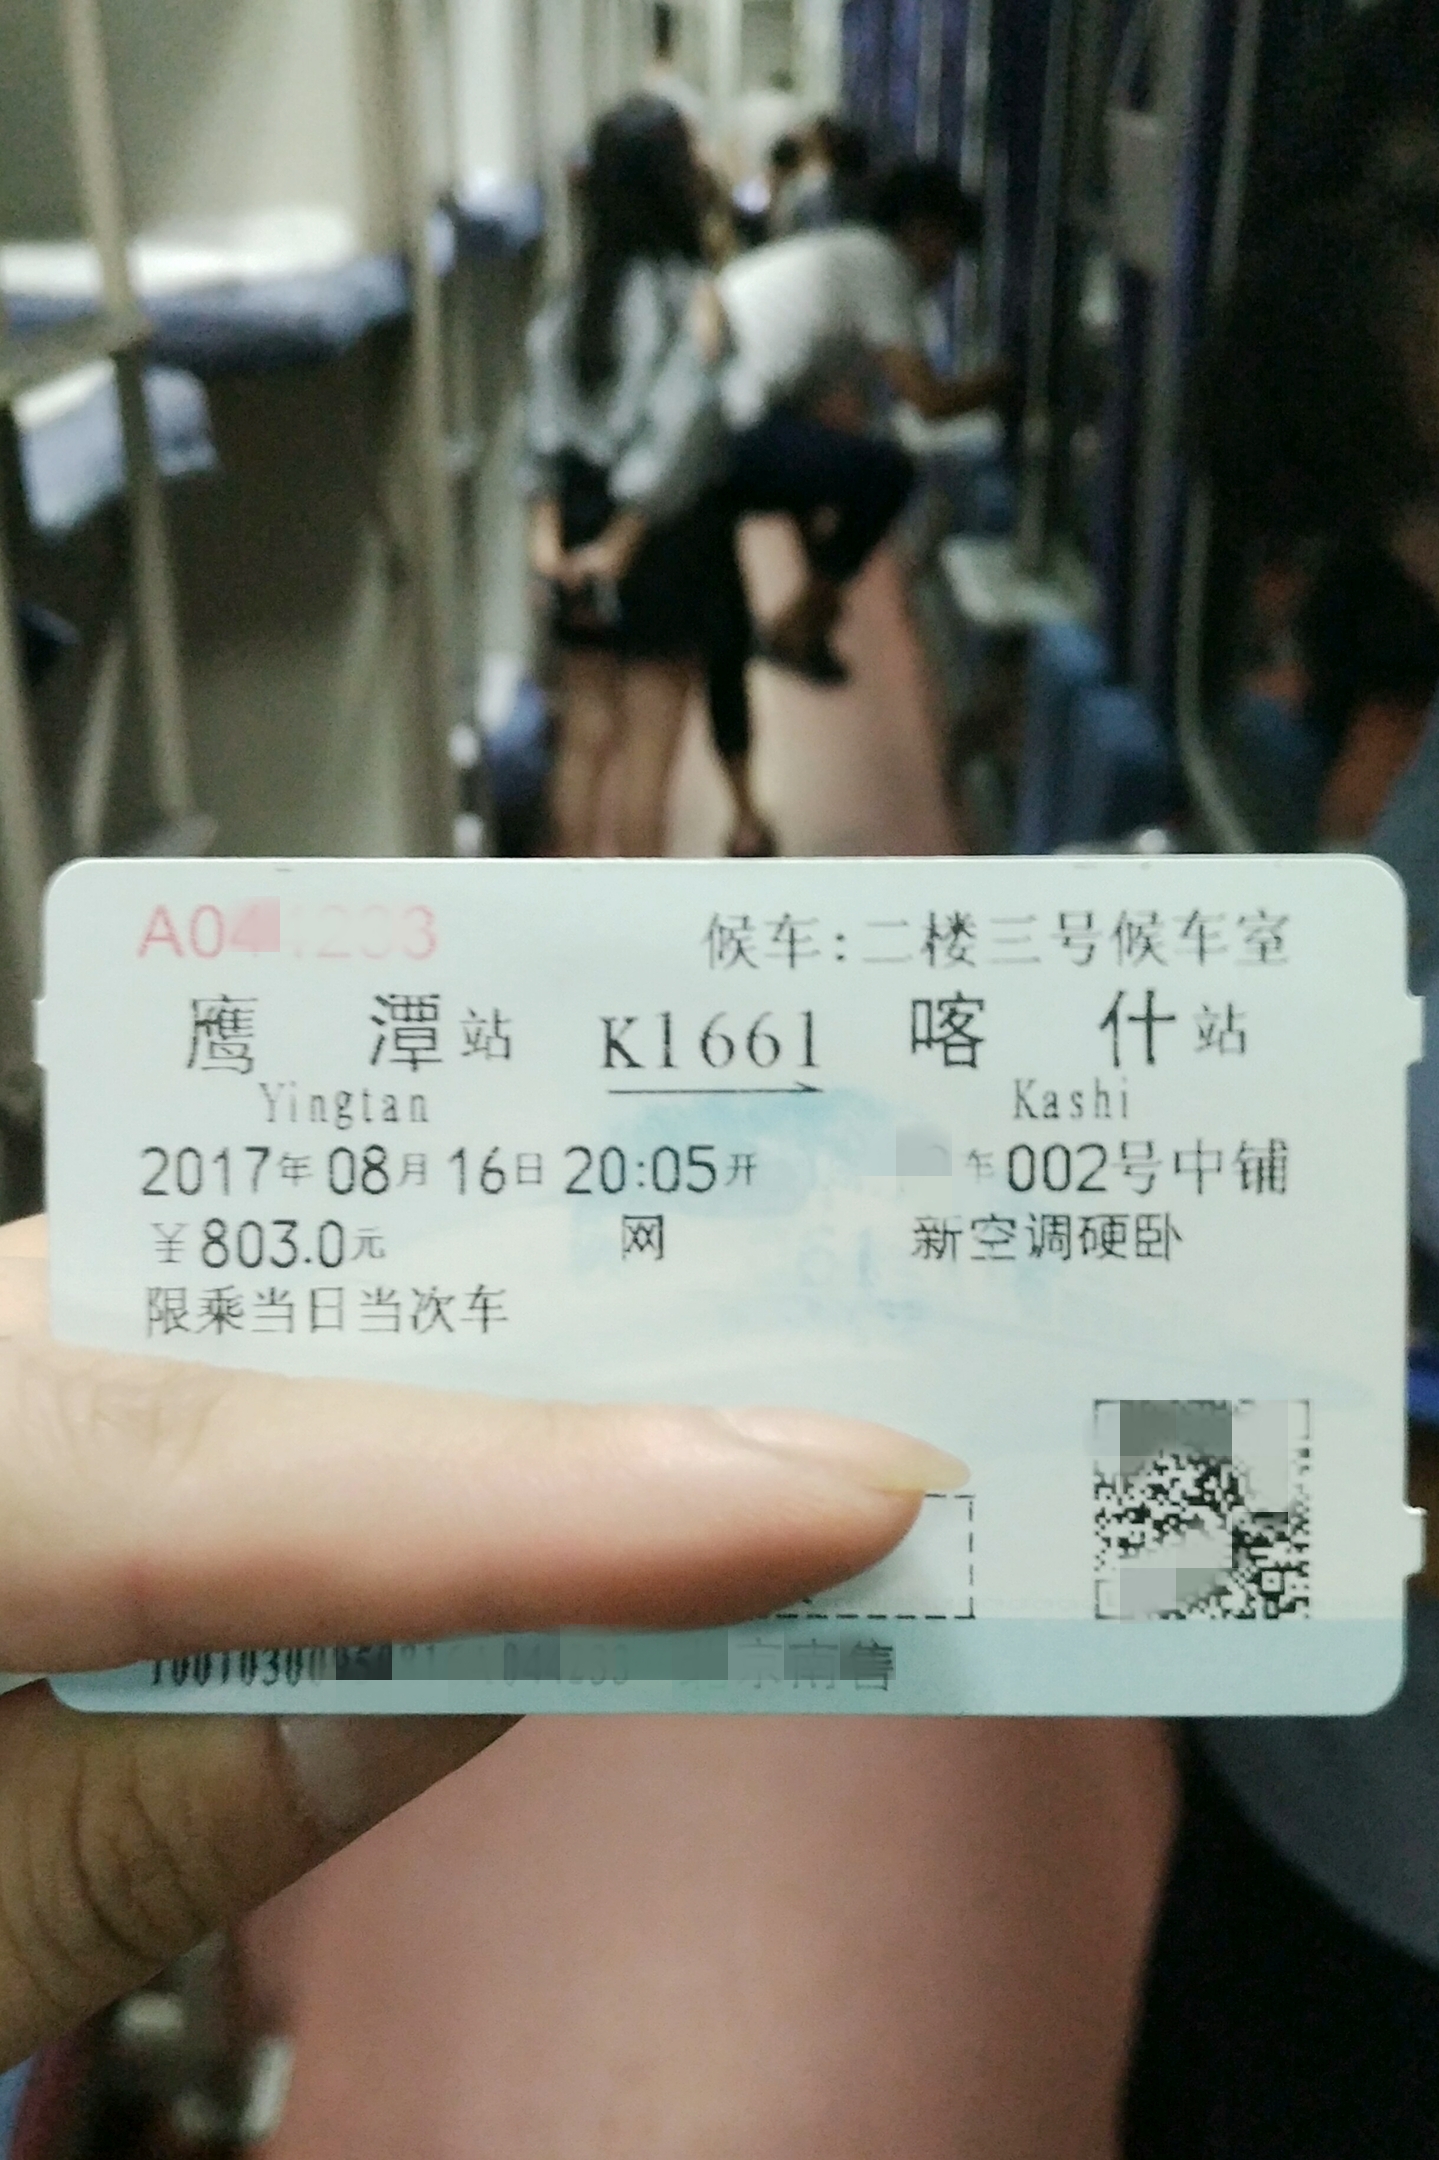 候车:二楼三号候车室
鹰潭站 K1661 喀什站
Yingtan Kashi
2017年08月16日20:05开 车002号中铺
¥803.0元 网 新空调硬卧
限乘当日当次车
京南售